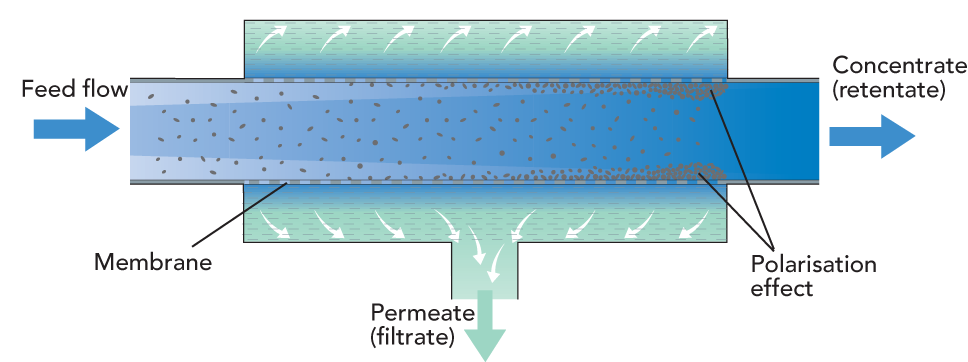 Feed flow
Concentrate
(retentate)
Membrane
Polarisation
effect
Permeate
(filtrate)